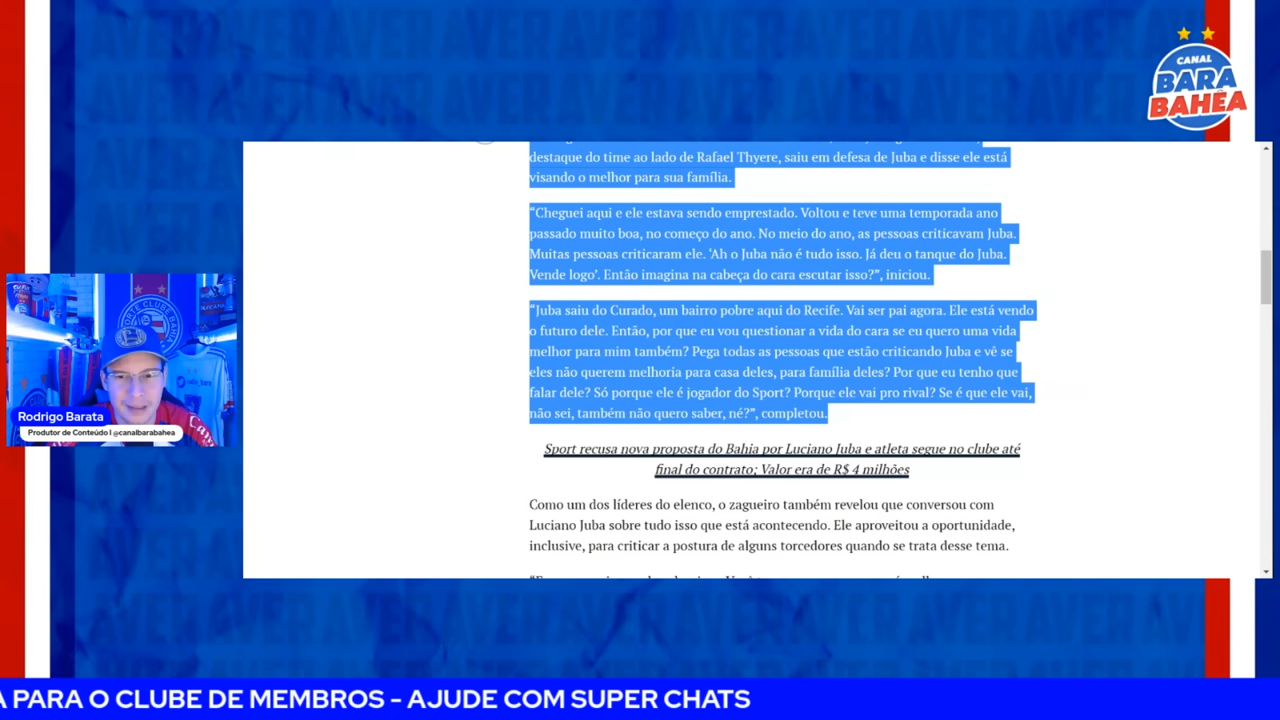 CANAL
BARA
BAHÊA
destaque do time ao lado de Rafael Thyere, saiu em defesa de Juba e disse ele está
visando o melhor para sua família.
“Cheguei aqui e ele estava sendo emprestado. Voltou e teve uma temporada ano
passado muito boa, no começo do ano. No meio do ano, as pessoas criticavam Juba.
Muitas pessoas criticaram ele. ‘Ah o Juba não é tudo isso. Já deu o tanque do Juba.
Vende logo’. Então imagina na cabeça do cara escutar isso?”, iniciou.
“Juba saiu do Curado, um bairro pobre aqui do Recife. Vai ser pai agora. Ele está vendo
o futuro dele. Então, por que eu vou questionar a vida do cara se eu quero uma vida
melhor para mim também? Pega todas as pessoas que estão criticando Juba e vê se
eles não querem melhoria para casa deles, para família deles? Por que eu tenho que
falar dele? Só porque ele é jogador do Sport? Porque ele vai pro rival? Se é que ele vai,
não sei, também não quero saber, né?”, completou.
Sport recusa nova proposta do Bahia por Luciano Juba e atleta segue no clube até
final do contrato; Valor era de R$ 4 milhões
Como um dos líderes do elenco, o zagueiro também revelou que conversou com
Luciano Juba sobre tudo isso que está acontecendo. Ele aproveitou a oportunidade,
inclusive, para criticar a postura de alguns torcedores quando se trata desse tema.
Rodrigo Barata
Produtor de Conteúdo | @canalbarabahea
A PARA O CLUBE DE MEMBROS - AJUDE COM SUPER CHATS